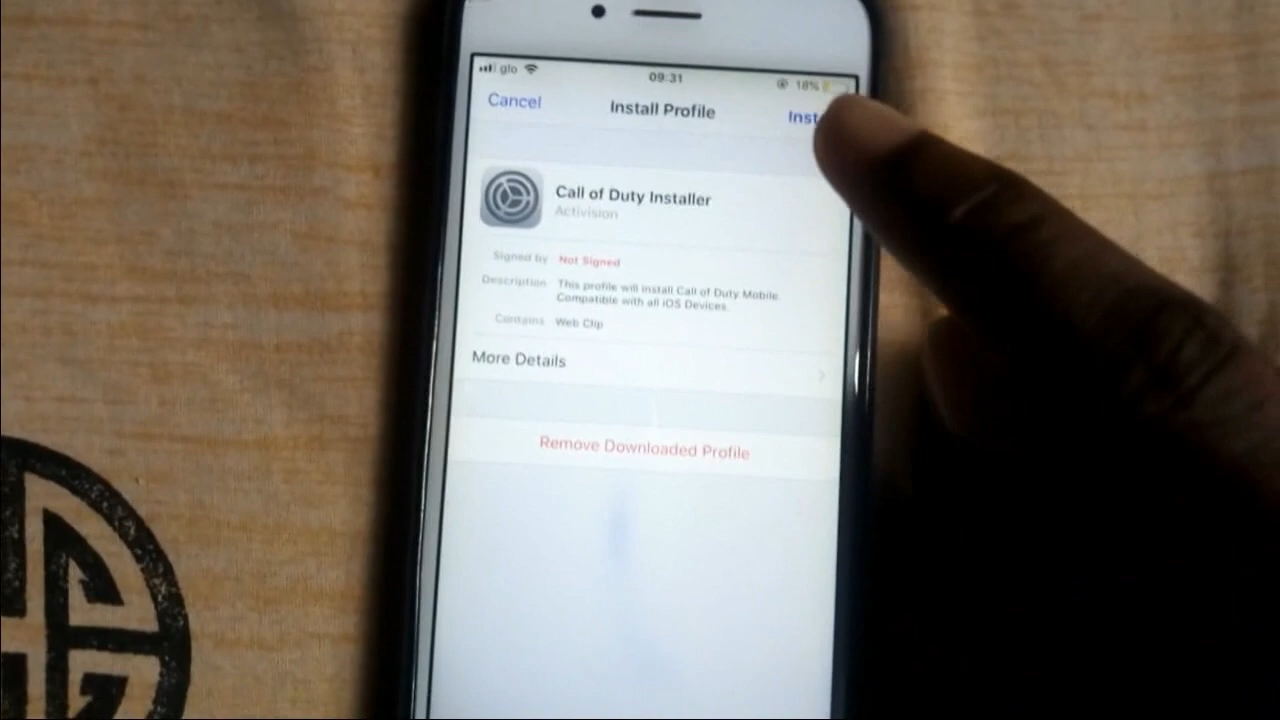 glo 09:31 18%
Cancel Install Profile Inst
Call of Duty Installer
Activision
Signed by Not Signed
Description This profile will install Call of Duty Mobile.
Compatible with all iOS Devices.
Contains Web Clip
More Details
Remove Downloaded Profile